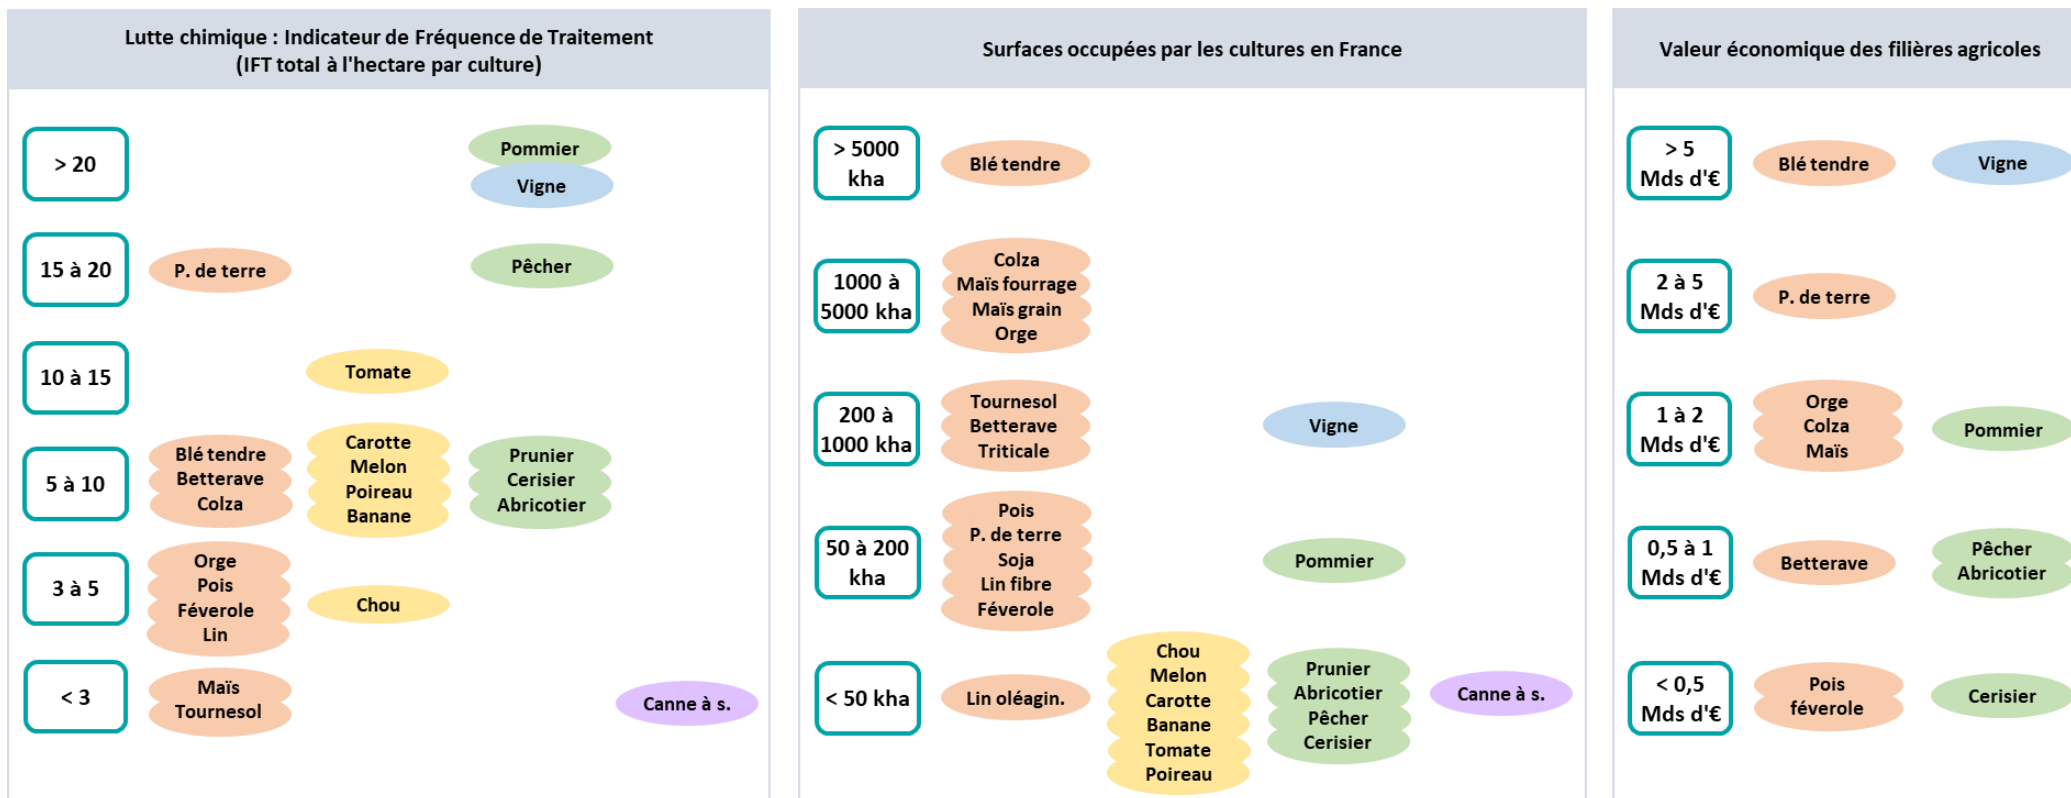 Lutte chimique : Indicateur de Fréquence de Traitement
(IFT total à l'hectare par culture)
> 20
Pommier
Vigne
15 à 20
P. de terre
Pêcher
10 à 15
Tomate
5 à 10
Blé tendre
Betterave
Colza
Carotte
Melon
Poireau
Banane
Prunier
Cerisier
Abricotier
3 à 5
Orge
Pois
Féverole
Lin
Chou
< 3
Maïs
Tournesol
Canne à s.
Surfaces occupées par les cultures en France
> 5000
kha
Blé tendre
1000 à
5000 kha
Colza
Maïs fourrage
Maïs grain
Orge
200 à
1000 kha
Tournesol
Betterave
Triticale
Vigne
50 à 200
kha
Pois
P. de terre
Soja
Lin fibre
Féverole
Pommier
< 50 kha
Lin oléagin.
Chou
Melon
Carotte
Banane
Tomate
Poireau
Prunier
Abricotier
Pêcher
Cerisier
Canne à s.
Valeur économique des filières agricoles
> 5
Mds d'€
Blé tendre
Vigne
2 à 5
Mds d'€
P. de terre
1 à 2
Mds d'€
Orge
Colza
Maïs
Pommier
0,5 à 1
Mds d'€
Betterave
Pêcher
Abricotier
< 0,5
Mds d'€
Pois
féverole
Cerisier